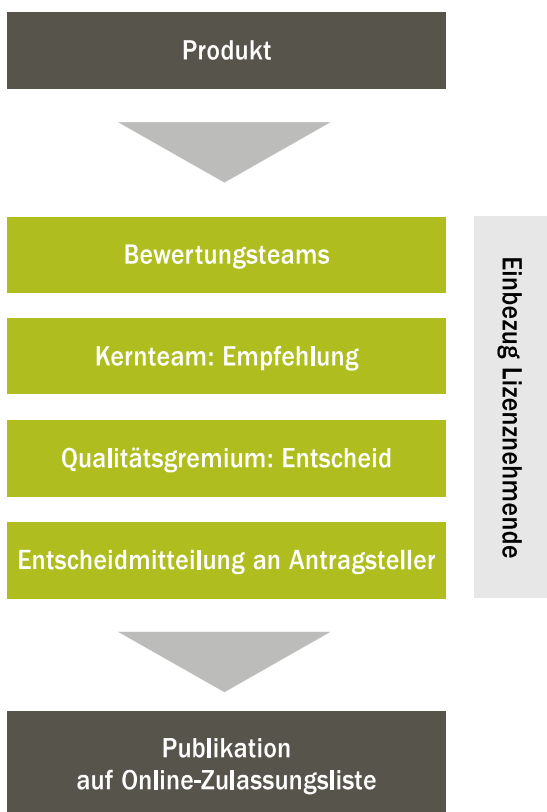 Produkt
Bewertungsteams
Kernteam: Empfehlung
Qualitätsgremium: Entscheid
Entscheidmitteilung an Antragsteller
Einbezug Lizenznehmende
Publikation
auf Online-Zulassungsliste